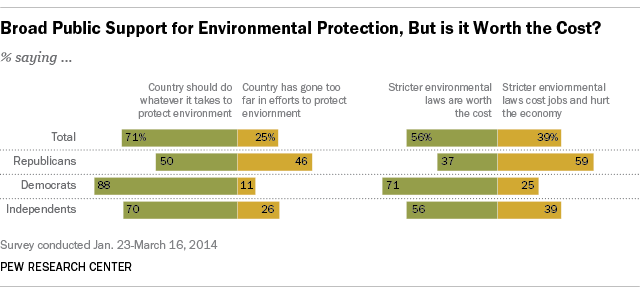 Broad Public Support for Environmental Protection, But is it Worth the Cost?
% saying ...
Country should do whatever it takes to protect environment
Country has gone too far in efforts to protect enviornment
Stricter environmental laws are worth the cost
Stricter enviornmental laws cost jobs and hurt the economy
Total 71% 25% 56% 39%
Republicans 50 46 37 59
Democrats 88 11 71 25
Independents 70 26 56 39
Survey conducted Jan. 23-March 16, 2014
PEW RESEARCH CENTER